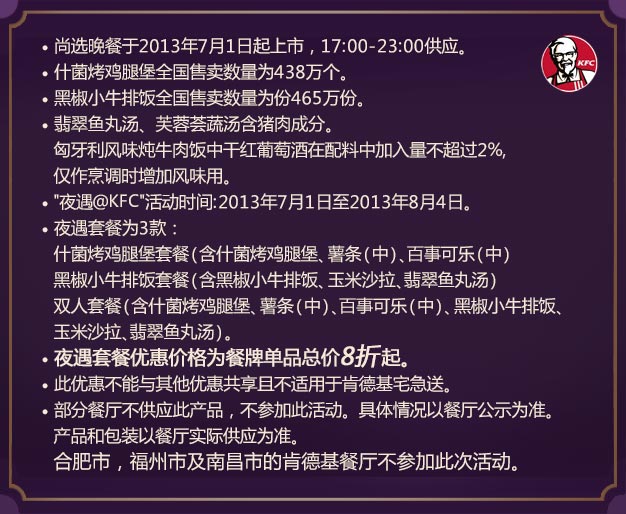 • 尚选晚餐于2013年7月1日起上市，17:00-23:00供应。
KFC
• 什菌烤鸡腿堡全国售卖数量为438万个。
• 黑椒小牛排饭全国售卖数量为份465万份。
• 翡翠鱼丸汤、芙蓉荟蔬汤含猪肉成分。
匈牙利风味炖牛肉饭中干红葡萄酒在配料中加入量不超过2%,
仅作烹调时增加风味用。
• "夜遇@KFC"活动时间:2013年7月1日至2013年8月4日。
• 夜遇套餐为3款：
什菌烤鸡腿堡套餐(含什菌烤鸡腿堡、薯条(中)、百事可乐(中)
黑椒小牛排饭套餐(含黑椒小牛排饭、玉米沙拉、翡翠鱼丸汤)
双人套餐(含什菌烤鸡腿堡、薯条(中)、百事可乐(中)、黑椒小牛排饭、
玉米沙拉、翡翠鱼丸汤)。
• 夜遇套餐优惠价格为餐牌单品总价8折起。
• 此优惠不能与其他优惠共享且不适用于肯德基宅急送。
• 部分餐厅不供应此产品，不参加此活动。具体情况以餐厅公示为准。
产品和包装以餐厅实际供应为准。
合肥市，福州市及南昌市的肯德基餐厅不参加此次活动。